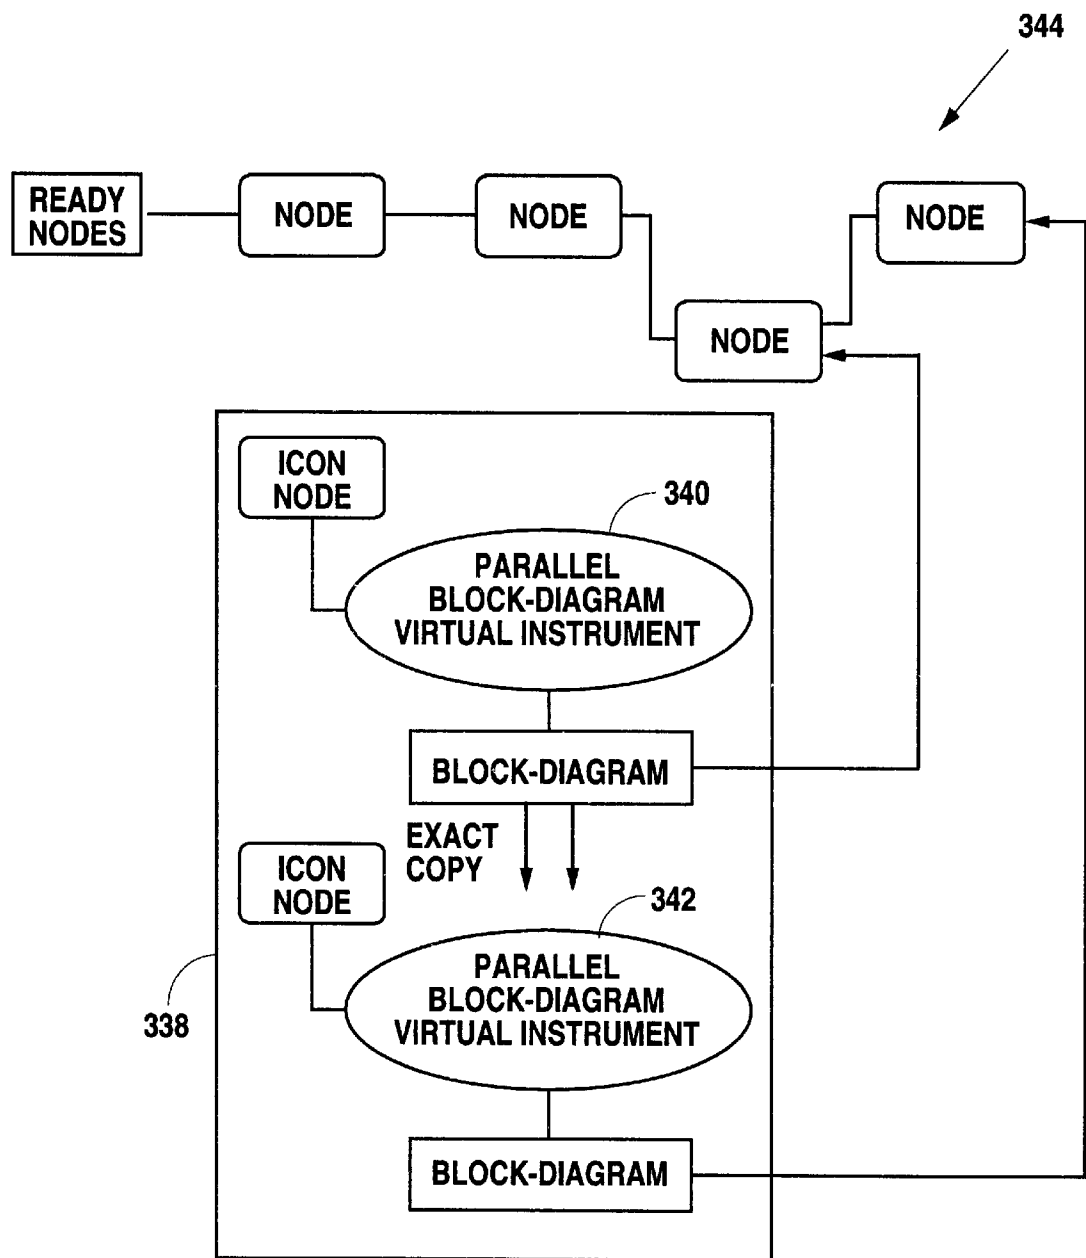 344
READY
NODES
NODE
NODE
NODE
NODE
ICON
NODE
340
PARALLEL
BLOCK-DIAGRAM
VIRTUAL INSTRUMENT
BLOCK-DIAGRAM
EXACT
COPY
ICON
NODE
342
PARALLEL
BLOCK-DIAGRAM
VIRTUAL INSTRUMENT
338
BLOCK-DIAGRAM